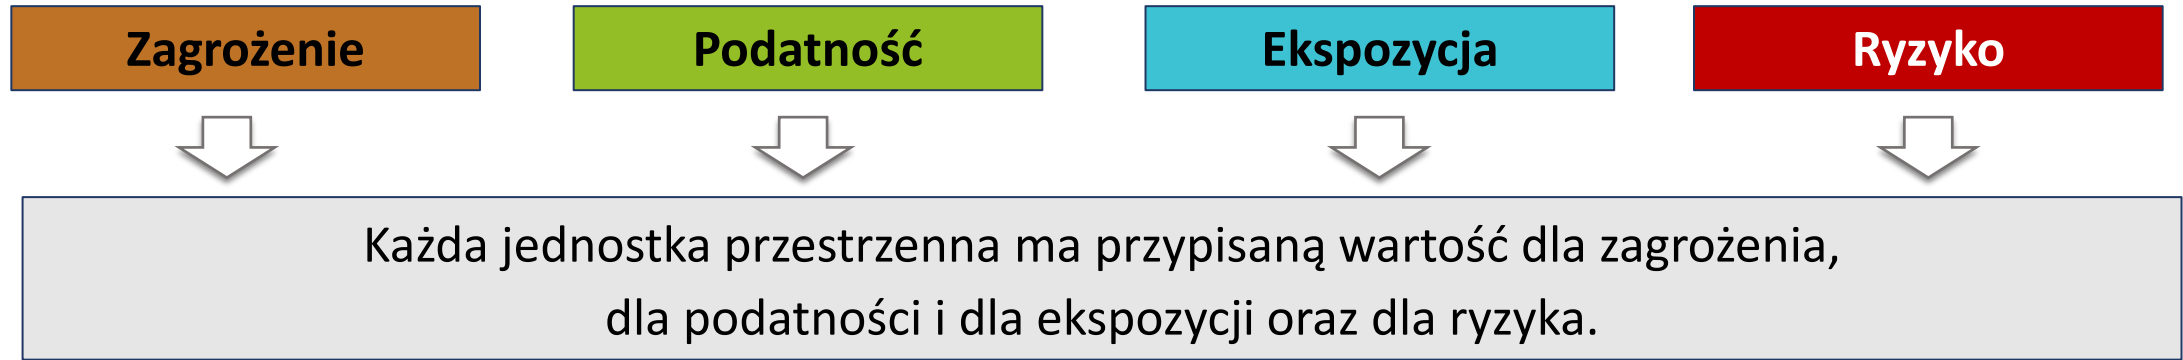 Zagrożenie
Podatność
Ekspozycja
Ryzyko
Każda jednostka przestrzenna ma przypisaną wartość dla zagrożenia,
dla podatności i dla ekspozycji oraz dla ryzyka.